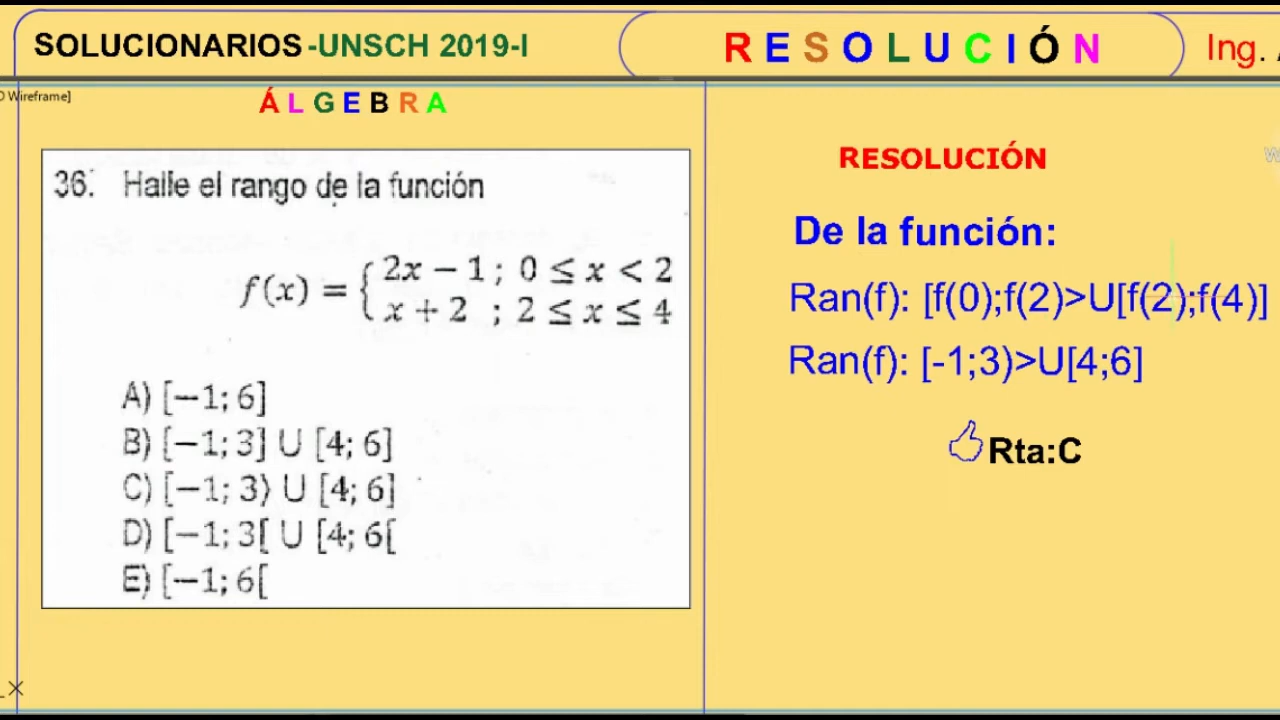 SOLUCIONARIOS-UNSCH 2019-I
RESOLUCIÓN
Ing.
Wireframe]
ÁLGEBRA
36. Halle el rango de la función
f(x) = { 2x − 1 ; 0 ≤ x < 2
x + 2 ; 2 ≤ x ≤ 4
A) [−1; 6]
B) [−1; 3] ∪ [4; 6]
C) [−1; 3⟩ ∪ [4; 6]
D) [−1; 3[ ∪ [4; 6[
E) [−1; 6[
RESOLUCIÓN
De la función:
Ran(f): [f(0);f(2)>U[f(2);f(4)]
Ran(f): [-1;3)>U[4;6]
Rta:C
X